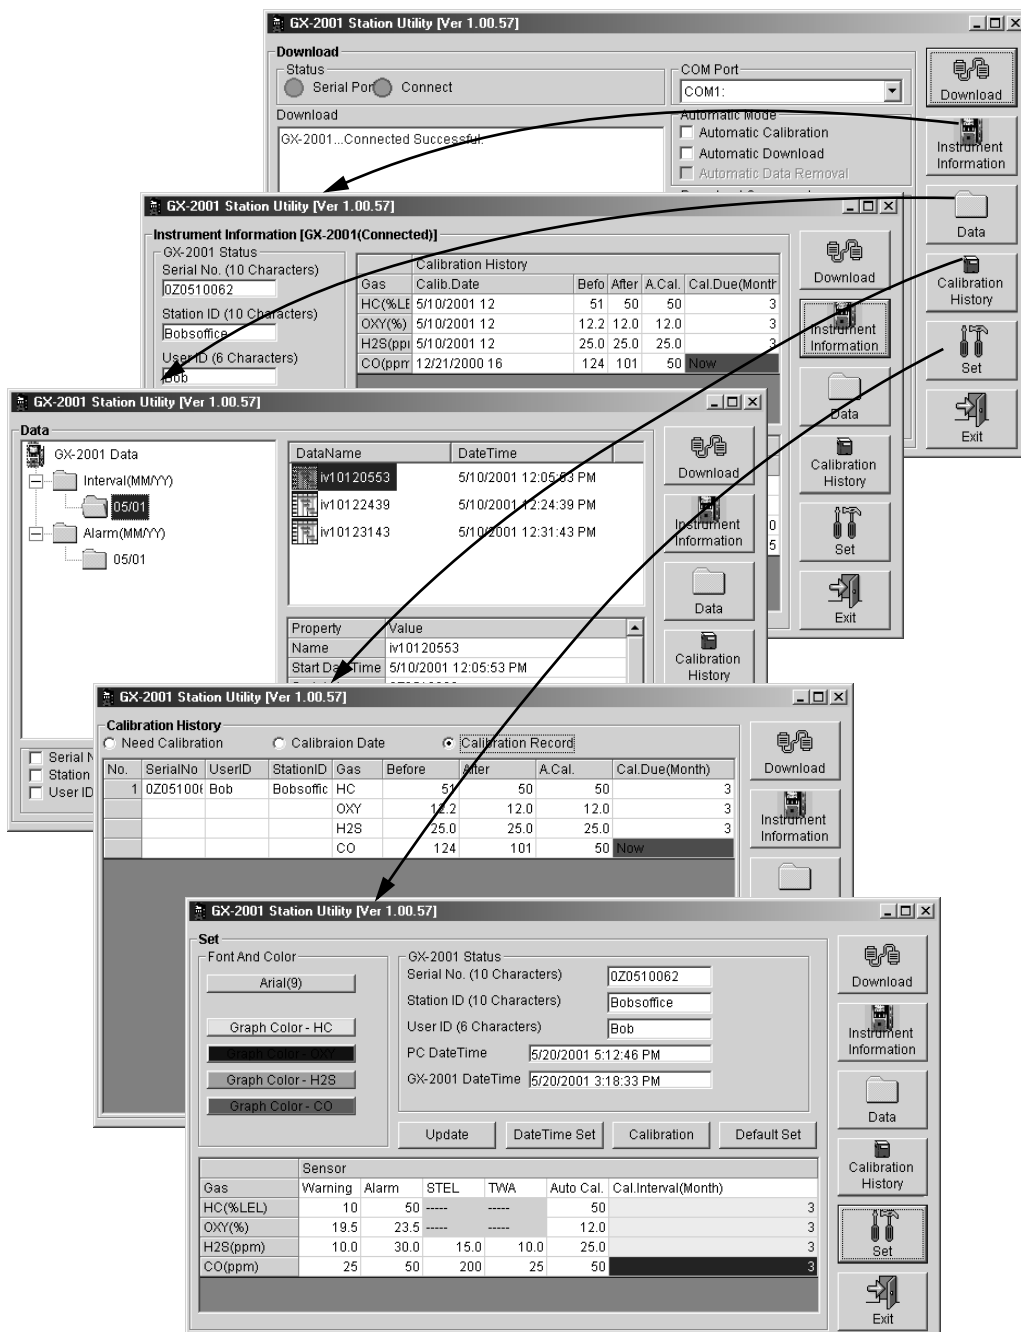 GX-2001 Station Utility [Ver 1.00.57]
Download
Status
Serial Port Connect
COM Port
COM1:
Download
GX-2001...Connected Successful.
Automatic Mode
Automatic Calibration
Automatic Download
Automatic Data Removal
Download
Instrument Information
Data
Calibration History
Set
Exit
GX-2001 Station Utility [Ver 1.00.57]
Instrument Information [GX-2001(Connected)]
GX-2001 Status
Serial No. (10 Characters)
0Z0510062
Station ID (10 Characters)
Bobsoffice
User ID (6 Characters)
Bob
Calibration History
Gas Calib.Date Befo After A.Cal. Cal.Due(Month
HC(%LE 5/10/2001 12 51 50 50 3
OXY(%) 5/10/2001 12 12.2 12.0 12.0 3
H2S(ppm 5/10/2001 12 25.0 25.0 25.0 3
CO(ppm 12/21/2000 16 124 101 50 Now
0
5
Download
Instrument Information
Data
Calibration History
Set
Exit
GX-2001 Station Utility [Ver 1.00.57]
Data
GX-2001 Data
Interval(MM/YY)
05/01
Alarm(MM/YY)
05/01
DataName DateTime
iv10120553 5/10/2001 12:05:53 PM
iv10122439 5/10/2001 12:24:39 PM
iv10123143 5/10/2001 12:31:43 PM
Property Value
Name iv10120553
Start DateTime 5/10/2001 12:05:53 PM
Serial N
Station
User ID
Download
Instrument Information
Data
Calibration History
GX-2001 Station Utility [Ver 1.00.57]
Calibration History
Need Calibration Calibraion Date Calibration Record
No. SerialNo UserID StationID Gas Before After A.Cal. Cal.Due(Month)
1 0Z05100 Bob Bobsoffic HC 51 50 50 3
OXY 12.2 12.0 12.0 3
H2S 25.0 25.0 25.0 3
CO 124 101 50 Now
Download
Instrument Information
GX-2001 Station Utility [Ver 1.00.57]
Set
Font And Color
Arial(9)
Graph Color - HC
Graph Color - OXY
Graph Color - H2S
Graph Color - CO
GX-2001 Status
Serial No. (10 Characters) 0Z0510062
Station ID (10 Characters) Bobsoffice
User ID (6 Characters) Bob
PC DateTime 5/20/2001 5:12:46 PM
GX-2001 DateTime 5/20/2001 3:18:33 PM
Update DateTime Set Calibration Default Set
Sensor
Gas Warning Alarm STEL TWA Auto Cal. Cal.Interval(Month)
HC(%LEL) 10 50 ----- ----- 50 3
OXY(%) 19.5 23.5 ----- ----- 12.0 3
H2S(ppm) 10.0 30.0 15.0 10.0 25.0 3
CO(ppm) 25 50 200 25 50 3
Download
Instrument Information
Data
Calibration History
Set
Exit